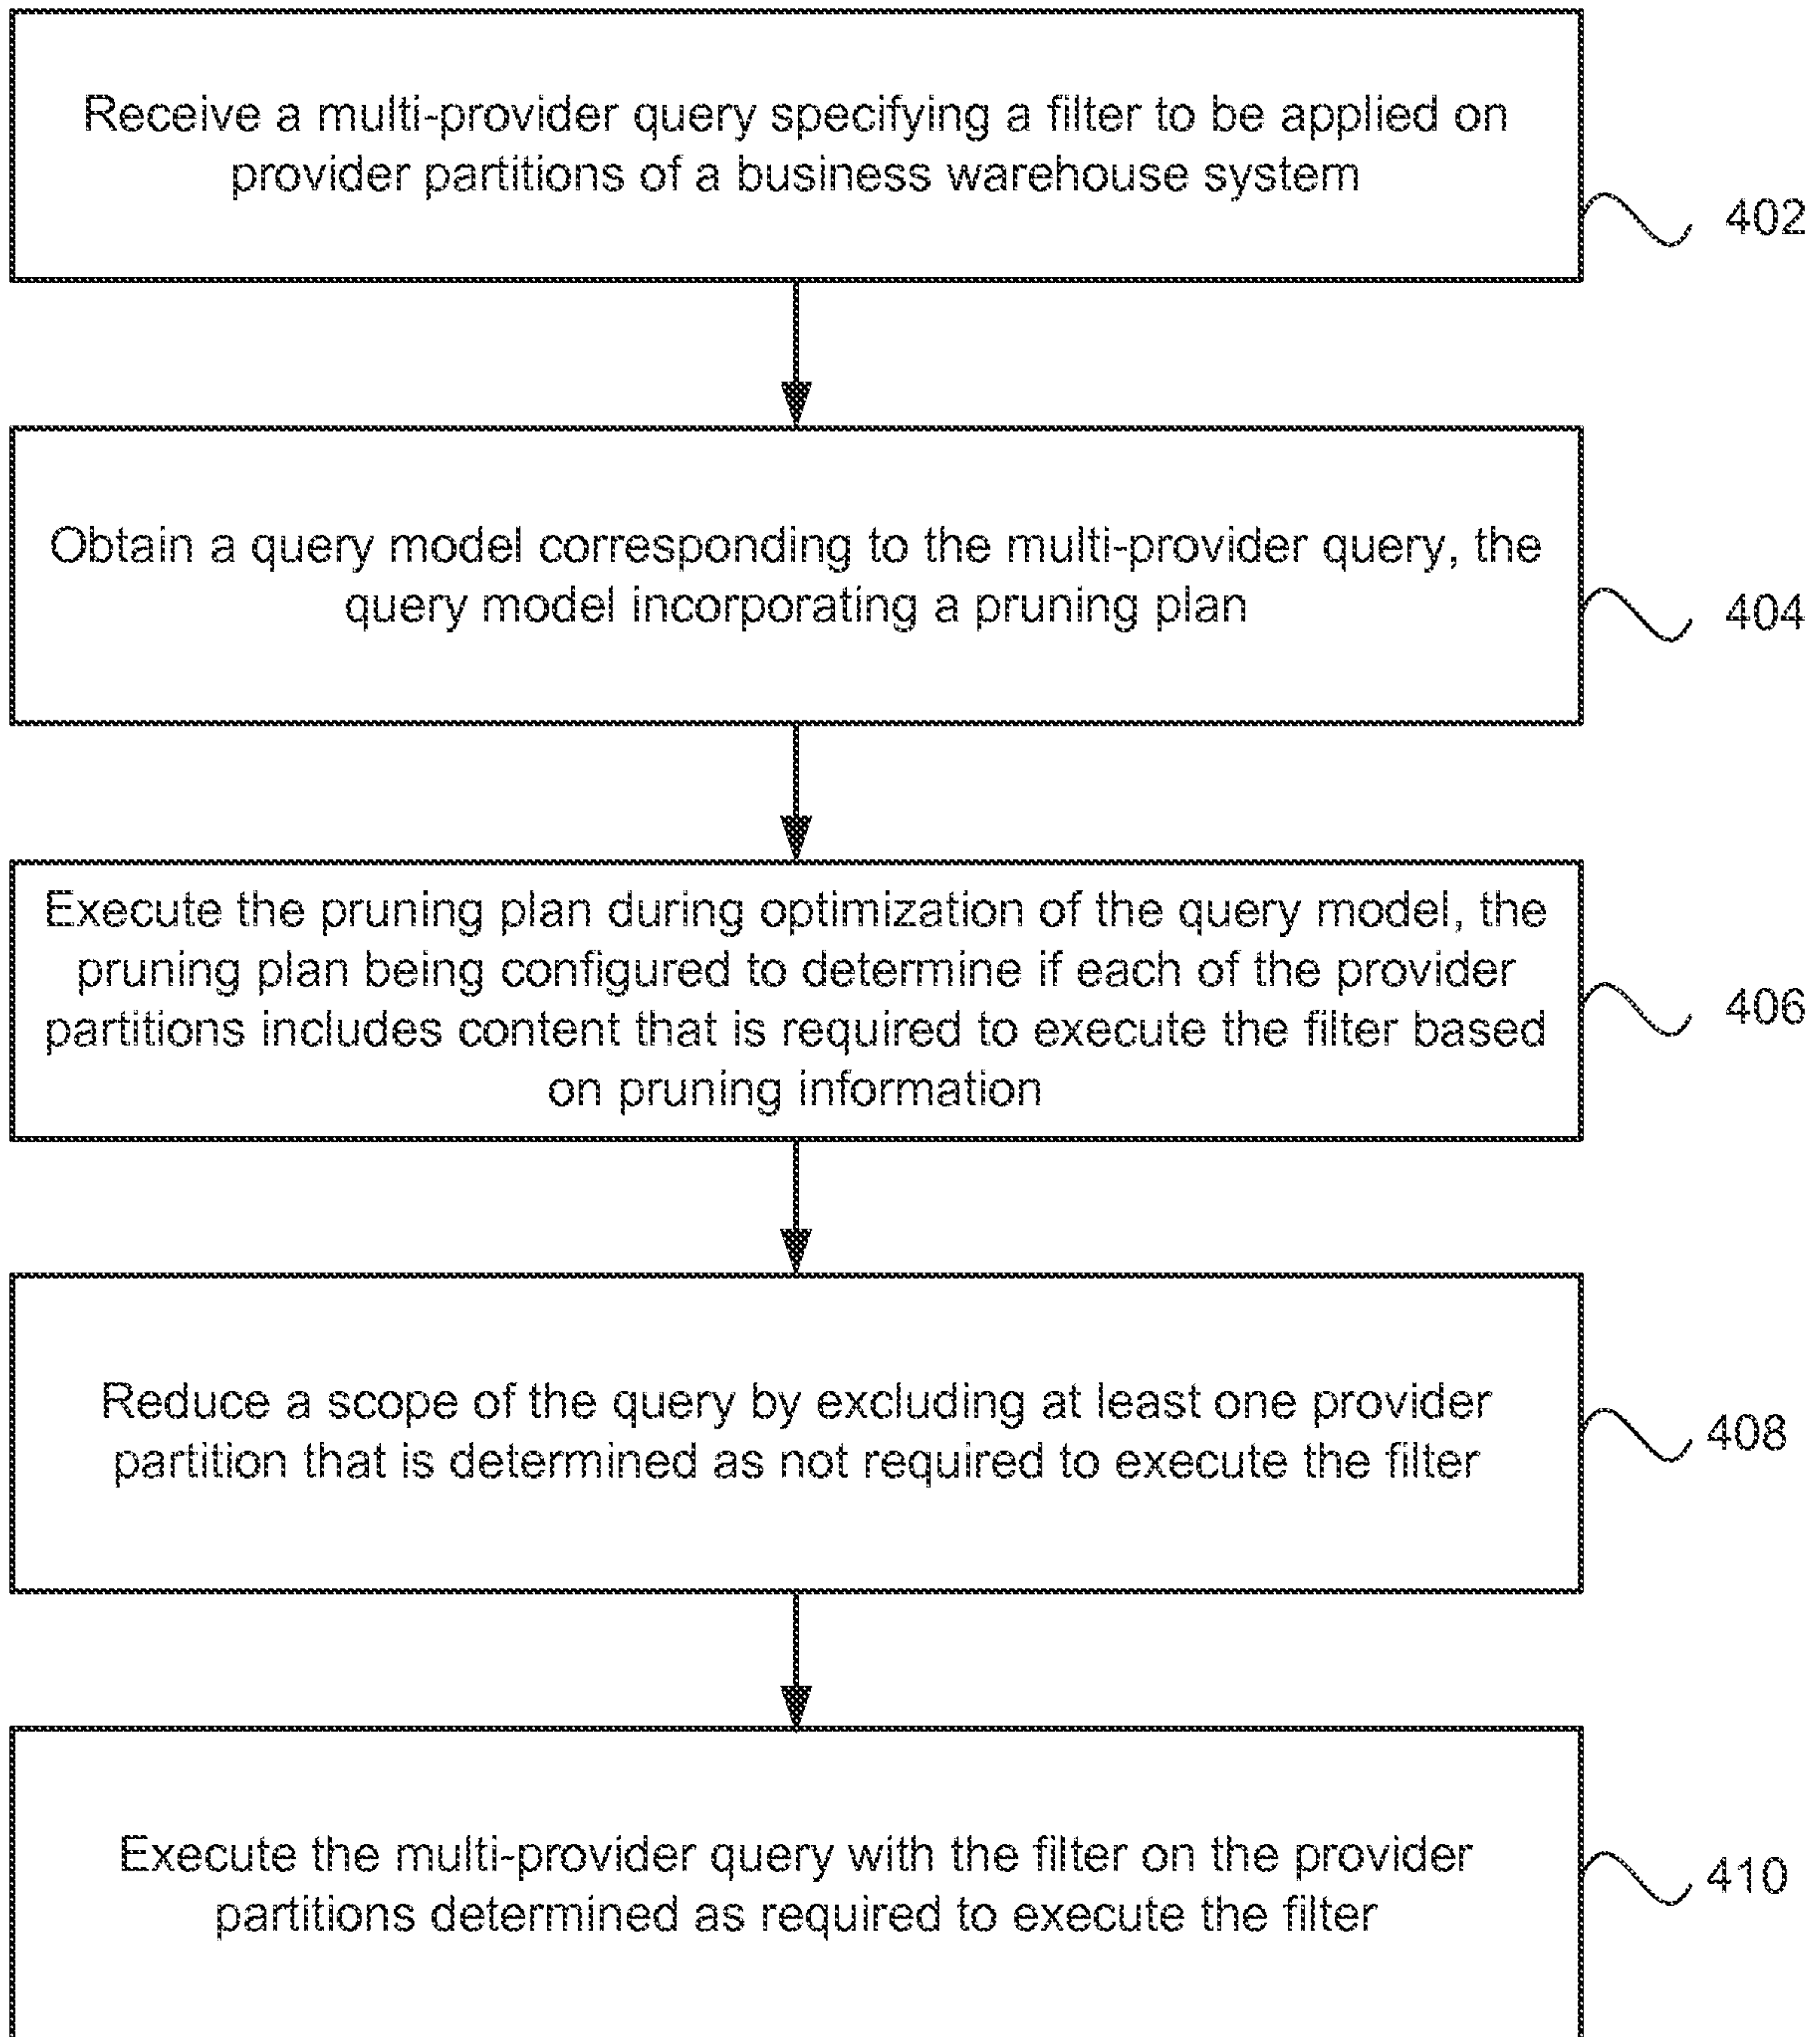 Receive a multi-provider query specifying a filter to be applied on
provider partitions of a business warehouse system
402
Obtain a query model corresponding to the multi-provider query, the
query model incorporating a pruning plan
404
Execute the pruning plan during optimization of the query model, the
pruning plan being configured to determine if each of the provider
partitions includes content that is required to execute the filter based
on pruning information
406
Reduce a scope of the query by excluding at least one provider
partition that is determined as not required to execute the filter
408
Execute the multi-provider query with the filter on the provider
partitions determined as required to execute the filter
410